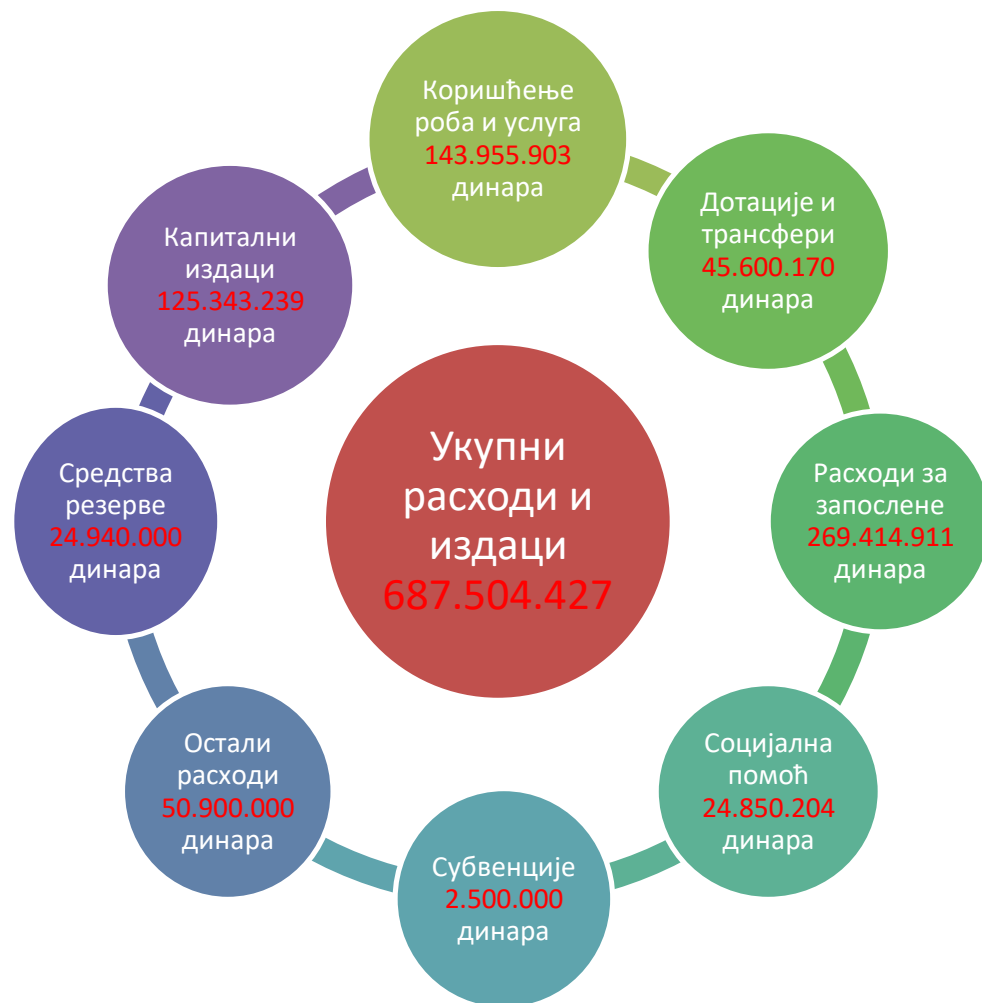 Коришћење
роба и услуга
143.955.903
динара
Дотације и
трансфери
45.600.170
динара
Расходи за
запослене
269.414.911
динара
Социјална
помоћ
24.850.204
динара
Субвенције
2.500.000
динара
Остали
расходи
50.900.000
динара
Средства
резерве
24.940.000
динара
Капитални
издаци
125.343.239
динара
Укупни
расходи и
издаци
687.504.427